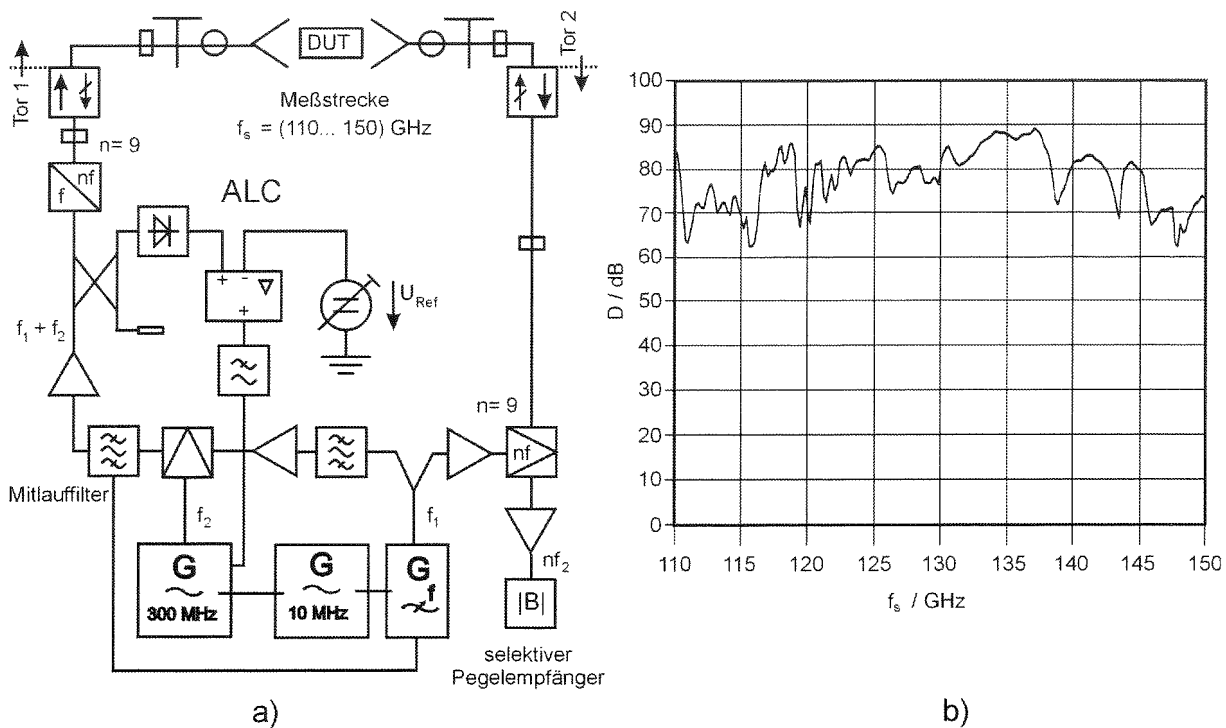 Tor 1
DUT
Tor 2
Meßstrecke
f_s = (110... 150) GHz
n= 9
nf
f
ALC
+ -
+
U_Ref
f_1 + f_2
n= 9
nf
Mitlauffilter
f_2
f_1
G
300 MHz
G
10 MHz
G
f
nf_2
|B|
selektiver
Pegelempfänger
a)
D / dB
100
90
80
70
60
50
40
30
20
10
0
110 115 120 125 130 135 140 145 150
f_s / GHz
b)